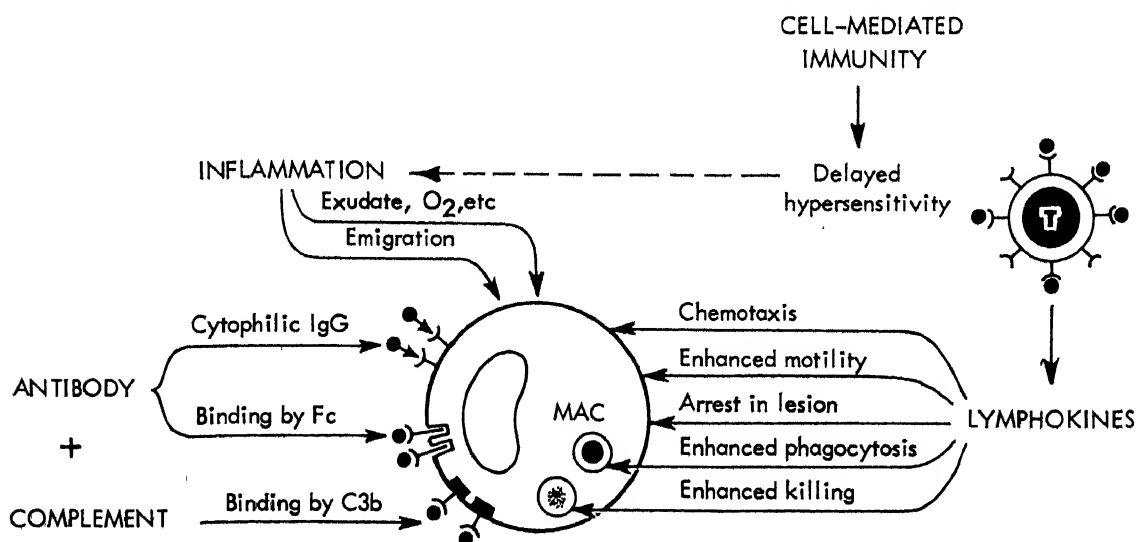 CELL-MEDIATED
IMMUNITY
Delayed
hypersensitivity
INFLAMMATION
Exudate, O2,etc
Emigration
T
Cytophilic IgG
ANTIBODY
Binding by Fc
+
COMPLEMENT
Binding by C3b
MAC
Chemotaxis
Enhanced motility
Arrest in lesion
Enhanced phagocytosis
Enhanced killing
LYMPHOKINES